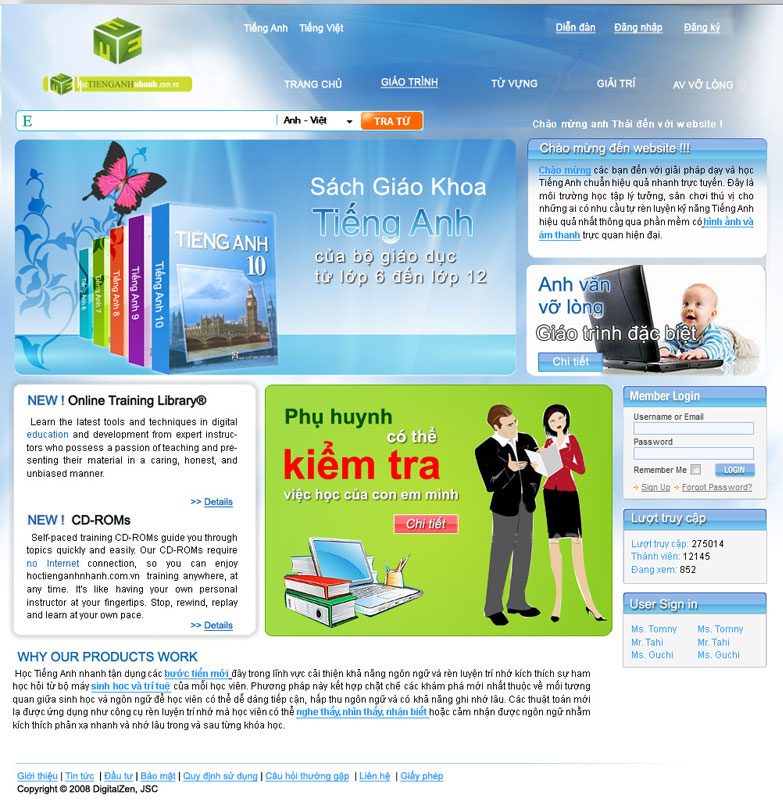 Tiếng Anh Tiếng Việt
Diễn đàn Đăng nhập Đăng ký
E M E
hocTIENGANHnhanh.com.vn
TRANG CHỦ GIÁO TRÌNH TỪ VỰNG GIẢI TRÍ AV VỠ LÒNG
E Anh - Việt TRA TỪ
Chào mừng anh Thái đến với website !
Sách Giáo Khoa
Tiếng Anh
của bộ giáo dục
từ lớp 6 đến lớp 12
TIẾNG ANH
10
Tiếng Anh 6
Tiếng Anh 7
Tiếng Anh 8
Tiếng Anh 9
Tiếng Anh 10
Chào mừng đến website !!!
Chào mừng các bạn đến với giải pháp dạy và học
Tiếng Anh chuẩn hiệu quả nhanh trực tuyến. Đây là
môi trường học tập lý tưởng, sân chơi thú vị cho
những ai có nhu cầu tự rèn luyện kỹ năng Tiếng Anh
hiệu quả nhất thông qua phần mềm có hình ảnh và
âm thanh trực quan hiện đại.
Anh văn
vỡ lòng
Giáo trình đặc biệt
Chi tiết
NEW ! Online Training Library®
Learn the latest tools and techniques in digital
education and development from expert instruc-
tors who possess a passion of teaching and pre-
senting their material in a caring, honest, and
unbiased manner.
>> Details
NEW ! CD-ROMs
Self-paced training CD-ROMs guide you through
topics quickly and easily. Our CD-ROMs require
no Internet connection, so you can enjoy
hoctienganhnhanh.com.vn training anywhere, at
any time. It's like having your own personal
instructor at your fingertips. Stop, rewind, replay
and learn at your own pace.
>> Details
Phụ huynh
có thể
kiểm tra
việc học của con em mình
Chi tiết
Member Login
Username or Email
Password
Remember Me LOGIN
Sign Up Forgot Password?
Lượt truy cập
Lượt truy cập: 275014
Thành viên: 12145
Đang xem: 852
User Sign in
Ms. Tomny Ms. Tomny
Mr. Tahi Mr. Tahi
Ms. Guchi Ms. Guchi
WHY OUR PRODUCTS WORK
Học Tiếng Anh nhanh tận dụng các bước tiến mới đây trong lĩnh vực cải thiện khả năng ngôn ngữ và rèn luyện trí nhớ kích thích sự ham
học hỏi từ bộ máy sinh học và trí tuệ của mỗi học viên. Phương pháp này kết hợp chặt chẽ các khám phá mới nhất thuộc về mối tương
quan giữa sinh học và ngôn ngữ để học viên có thể dễ dàng tiếp cận, hấp thu ngôn ngữ và có khả năng ghi nhớ lâu. Các thuật toán mới
lạ được ứng dụng như công cụ rèn luyện trí nhớ mà học viên có thể nghe thấy, nhìn thấy, nhận biết hoặc cảm nhận được ngôn ngữ nhằm
kích thích phản xạ nhanh và nhớ lâu trong và sau từng khóa học.
Giới thiệu | Tin tức | Đầu tư | Bảo mật | Quy định sử dụng | Câu hỏi thường gặp | Liên hệ | Giấy phép
Copyright © 2008 DigitalZen, JSC